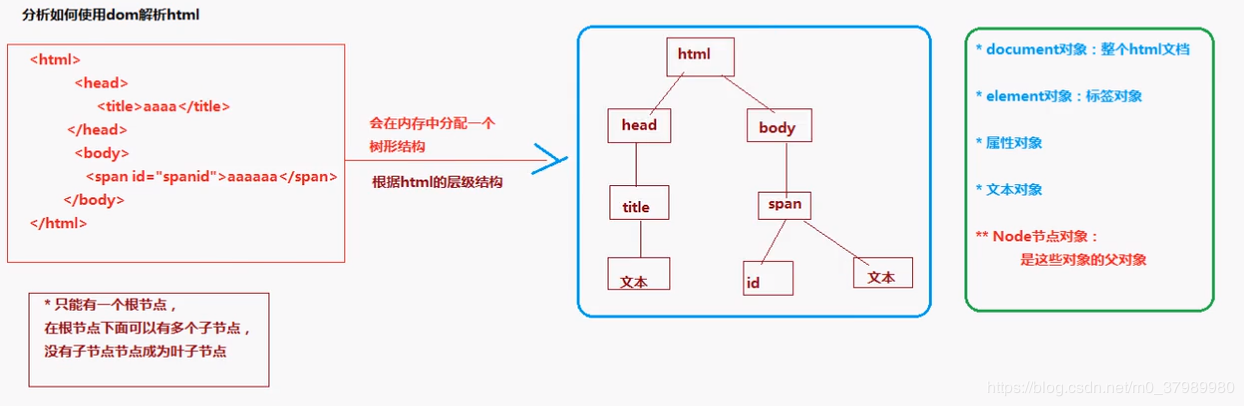 分析如何使用dom解析html
<html>
<head>
<title>aaaa</title>
</head>
<body>
<span id="spanid">aaaaaa</span>
</body>
</html>
* 只能有一个根节点，
在根节点下面可以有多个子节点，
没有子节点节点成为叶子节点
会在内存中分配一个
树形结构
根据html的层级结构
html
head
body
title
span
文本
id
文本
* document对象：整个html文档
* element对象：标签对象
* 属性对象
* 文本对象
** Node节点对象：
是这些对象的父对象
https://blog.csdn.net/m0_37989980